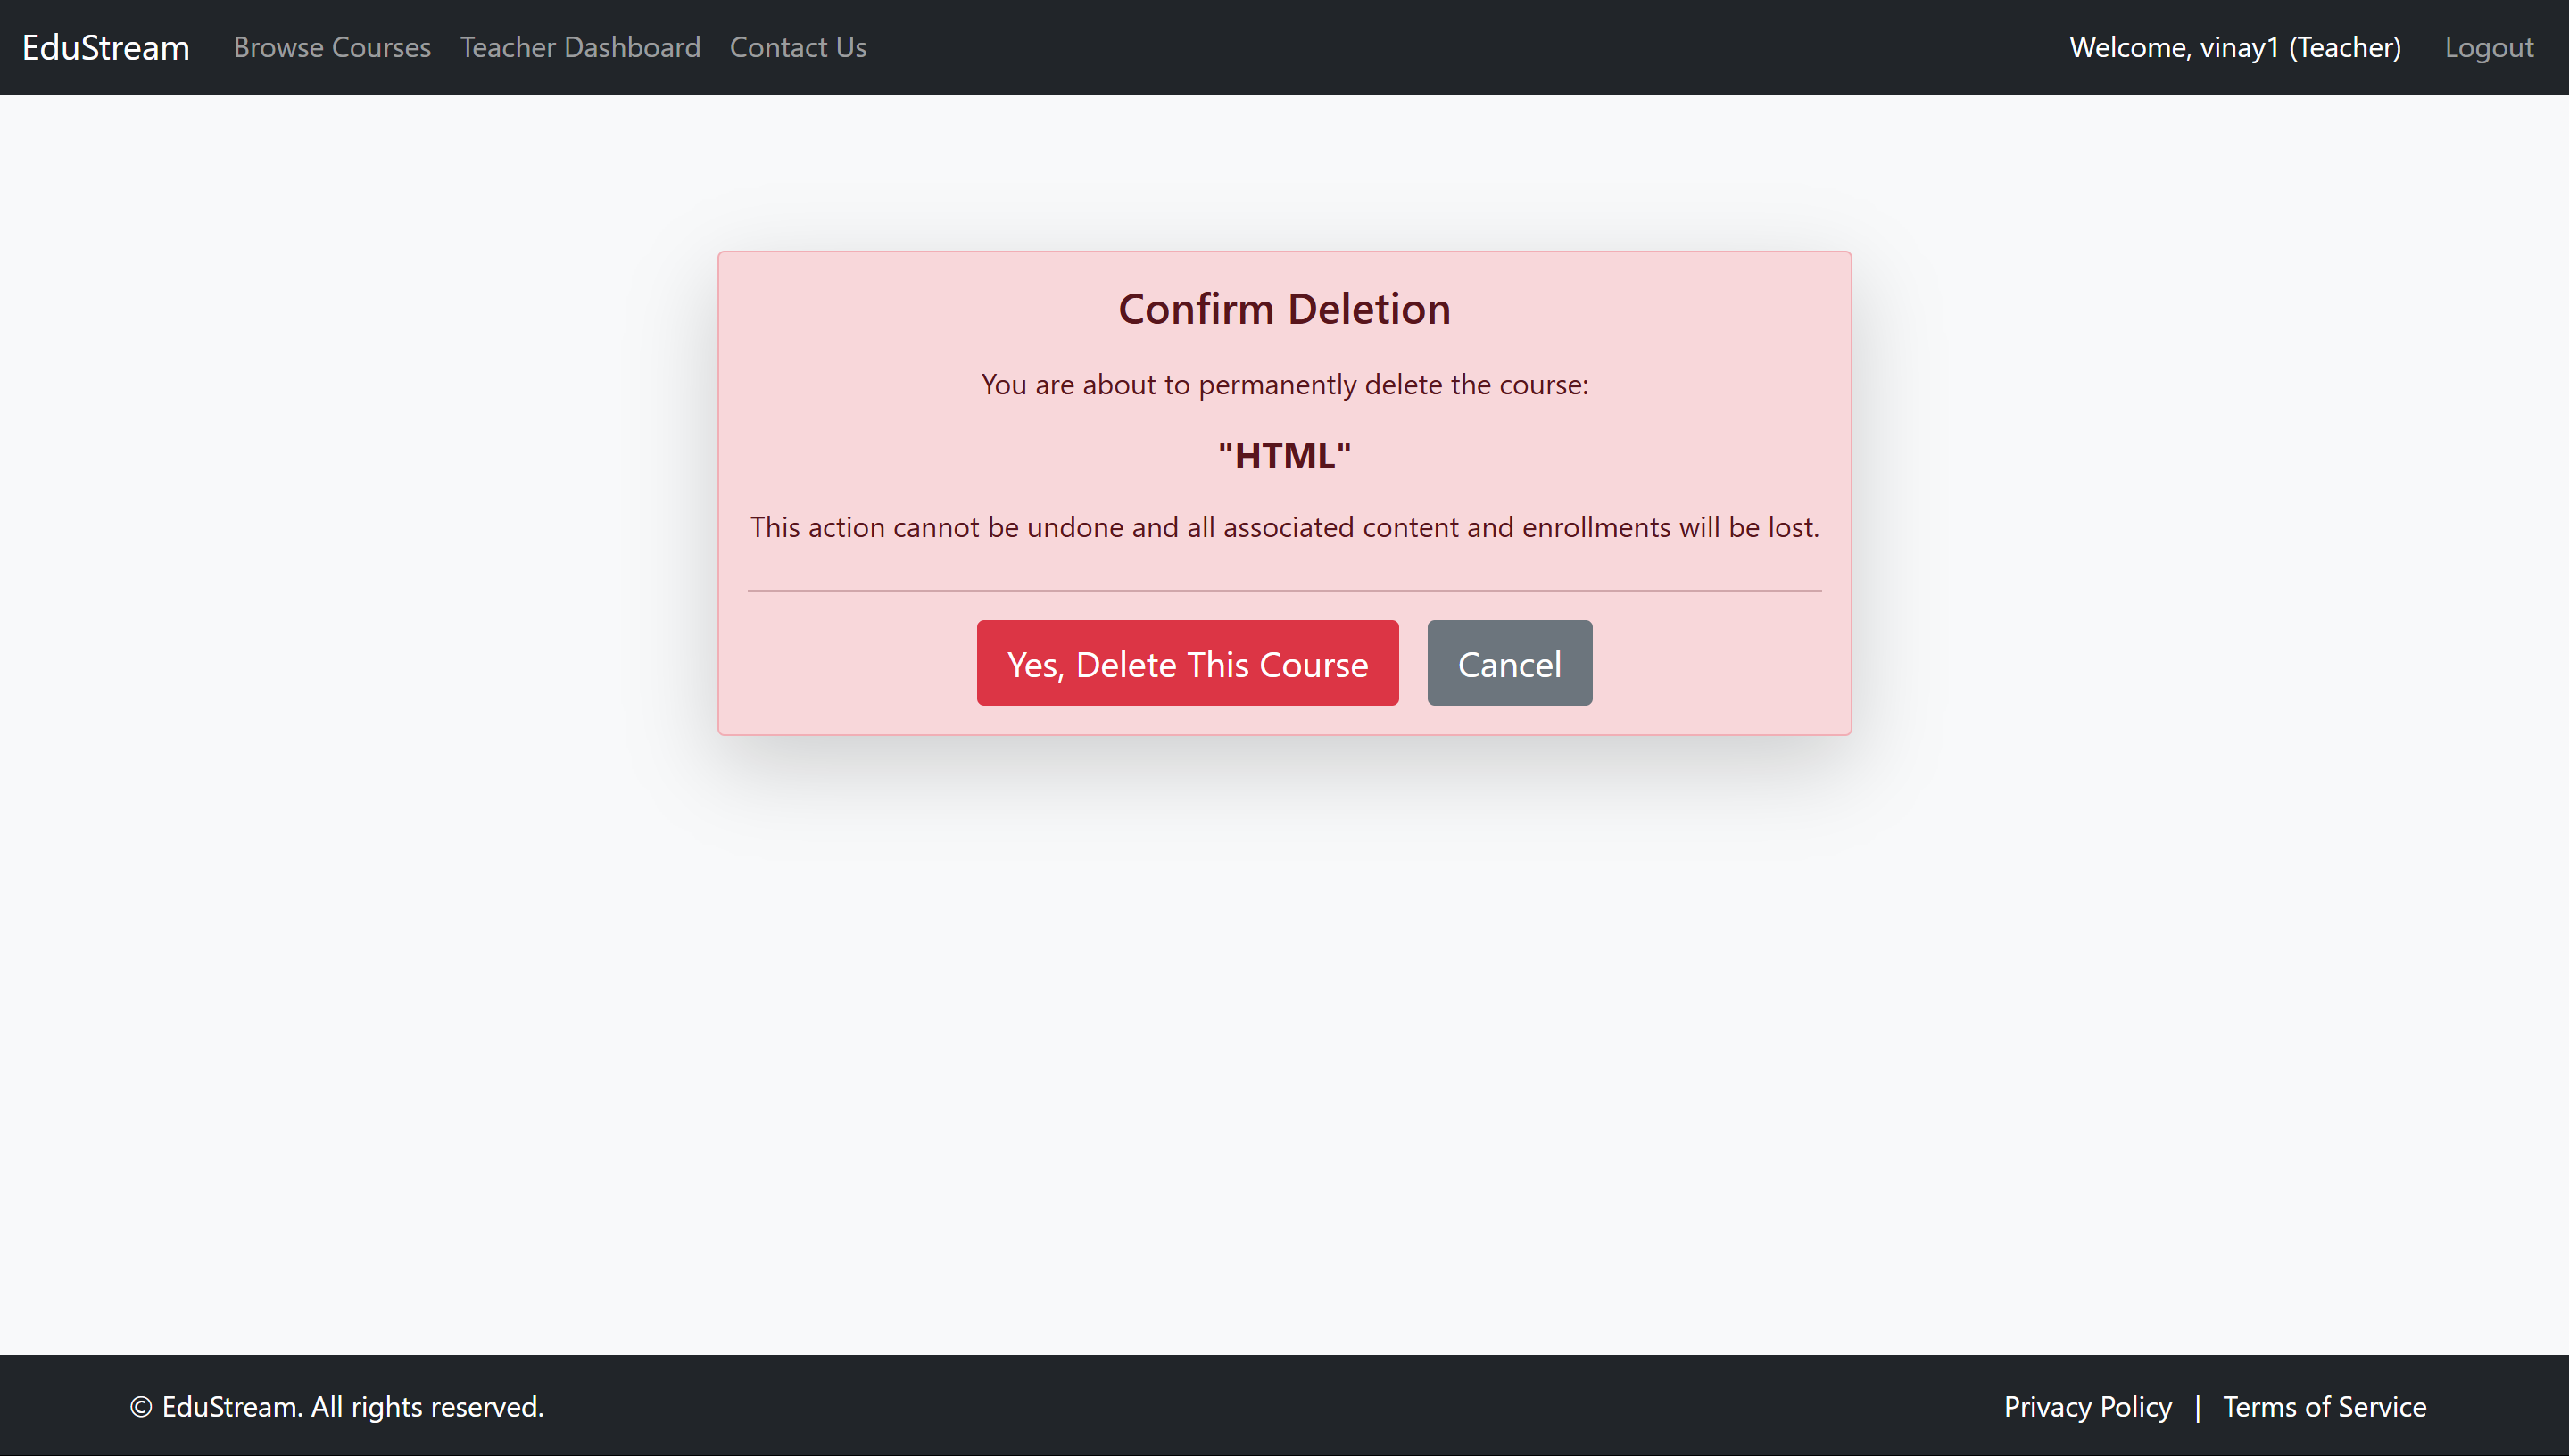 EduStream Browse Courses Teacher Dashboard Contact Us Welcome, vinay1 (Teacher) Logout
Confirm Deletion
You are about to permanently delete the course:
"HTML"
This action cannot be undone and all associated content and enrollments will be lost.
Yes, Delete This Course Cancel
© EduStream. All rights reserved. Privacy Policy | Terms of Service